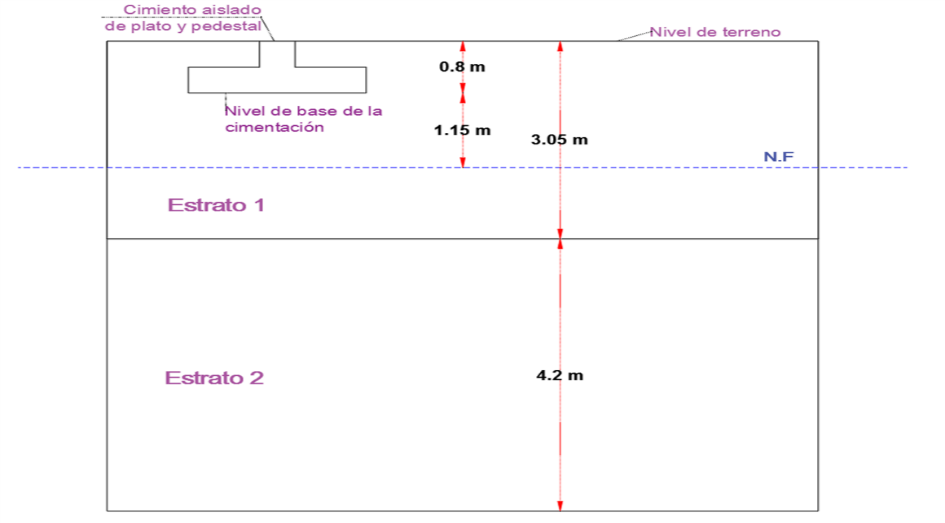 Cimiento aislado
de plato y pedestal
Nivel de terreno
0.8 m
Nivel de base de la
cimentación
1.15 m
3.05 m
N.F
Estrato 1
Estrato 2
4.2 m